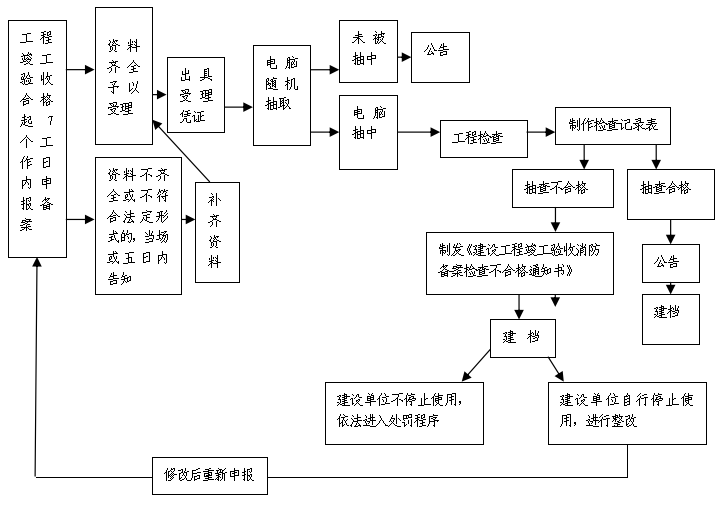 工程
竣工
验收
合格
起7
个工
作日
内申
报备
案
资料
齐全
予以
受理
出具
受理
凭证
电脑
随机
抽取
未被
抽中
公告
电脑
抽中
工程检查
制作检查记录表
抽查不合格
抽查合格
资料不齐
全或不符
合法定形
式的，当场
或五日内
告知
补齐
资料
制发《建设工程竣工验收消防
备案检查不合格通知书》
公告
建档
建档
建设单位不停止使用，
依法进入处罚程序
建设单位自行停止使
用，进行整改
修改后重新申报